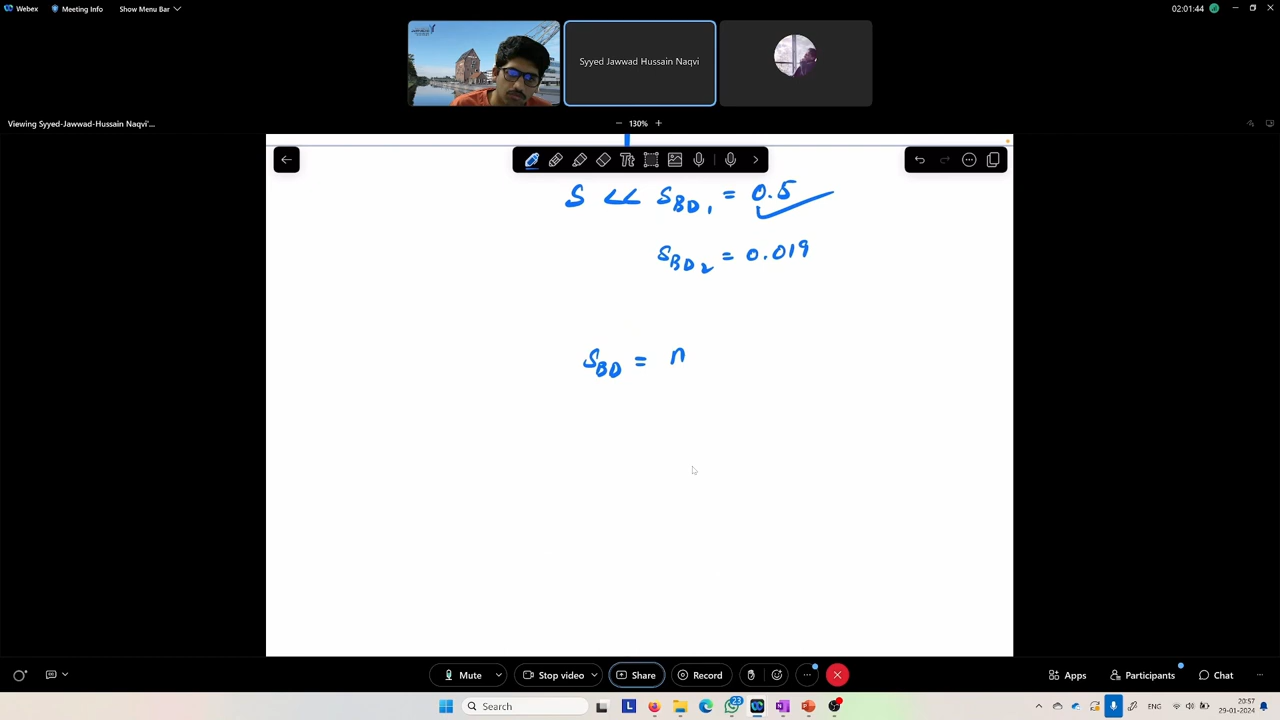 Webex
Meeting Info
Show Menu Bar
02:01:44
Syyed Jawwad Hussain Naqvi
Viewing Syyed-Jawwad-Hussain Naqvi'...
130%
Tt
S << S_BD₁ = 0.5
S_BD₂ = 0.019
S_BD = n
Mute
Stop video
Share
Record
Apps
Participants
Chat
Search
L
23
ENG
20:57
29-01-2024